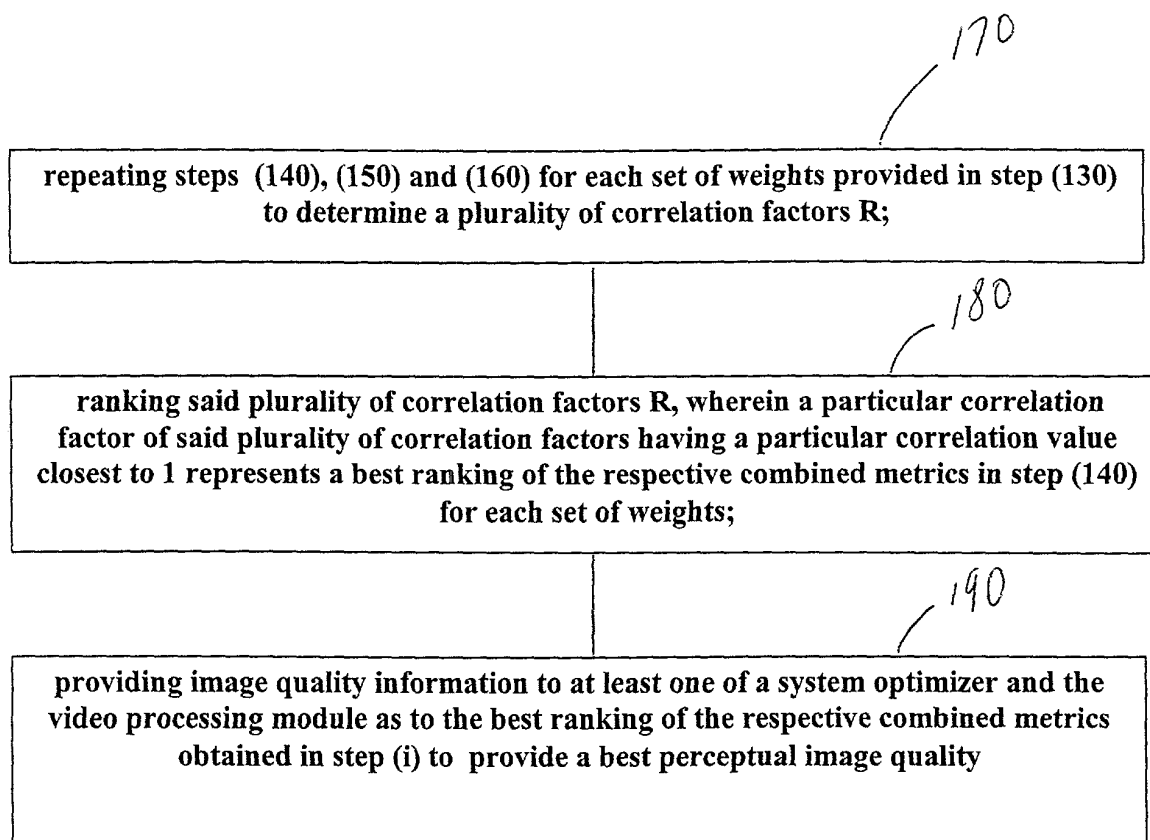 170
repeating steps (140), (150) and (160) for each set of weights provided in step (130)
to determine a plurality of correlation factors R;
180
ranking said plurality of correlation factors R, wherein a particular correlation
factor of said plurality of correlation factors having a particular correlation value
closest to 1 represents a best ranking of the respective combined metrics in step (140)
for each set of weights;
190
providing image quality information to at least one of a system optimizer and the
video processing module as to the best ranking of the respective combined metrics
obtained in step (i) to provide a best perceptual image quality